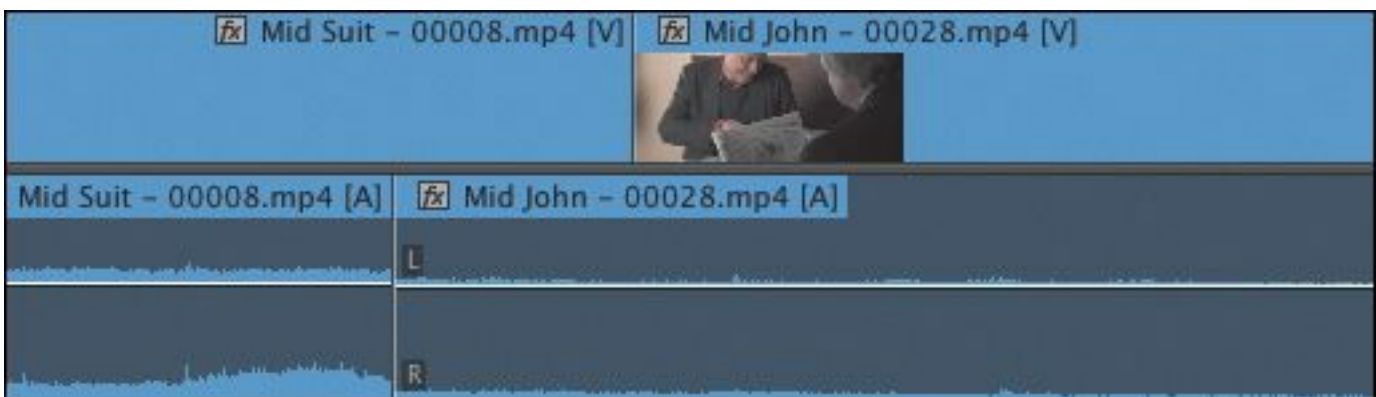 fx Mid Suit – 00008.mp4 [V]
fx Mid John – 00028.mp4 [V]
Mid Suit – 00008.mp4 [A]
fx Mid John – 00028.mp4 [A]
L
R